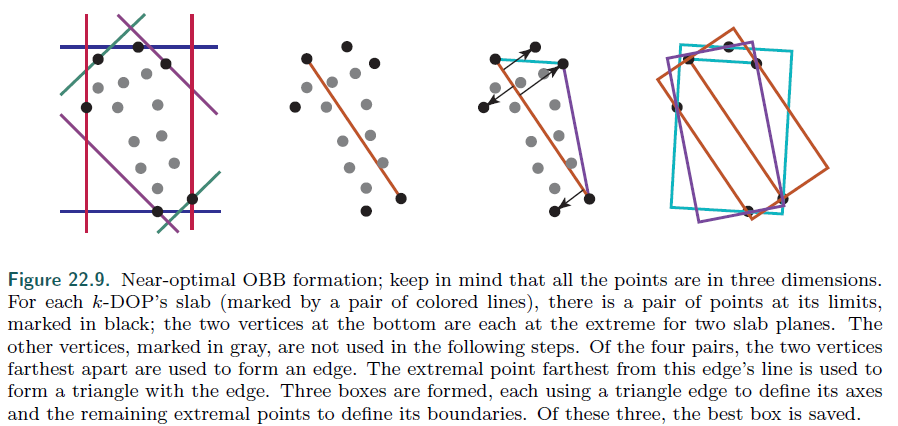 Figure 22.9. Near-optimal OBB formation; keep in mind that all the points are in three dimensions.
For each k-DOP's slab (marked by a pair of colored lines), there is a pair of points at its limits,
marked in black; the two vertices at the bottom are each at the extreme for two slab planes. The
other vertices, marked in gray, are not used in the following steps. Of the four pairs, the two vertices
farthest apart are used to form an edge. The extremal point farthest from this edge's line is used to
form a triangle with the edge. Three boxes are formed, each using a triangle edge to define its axes
and the remaining extremal points to define its boundaries. Of these three, the best box is saved.